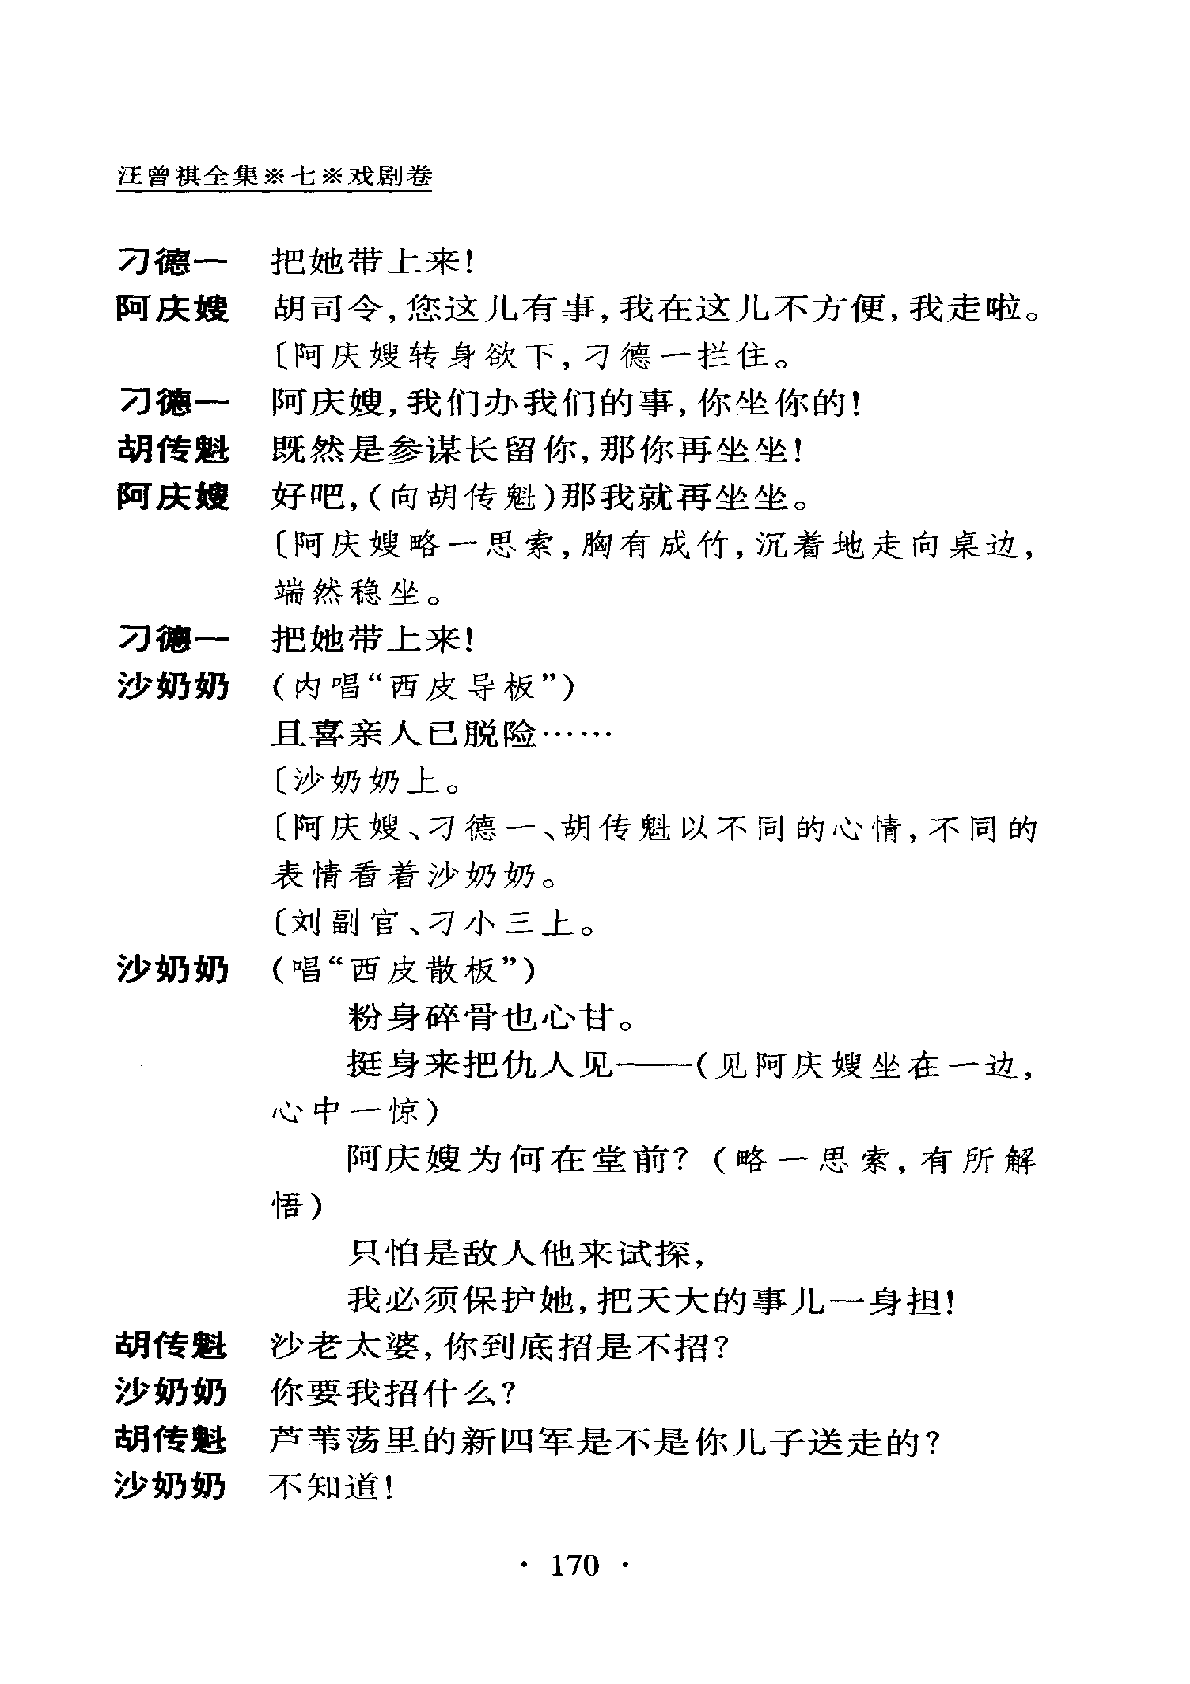 汪曾祺全集※七※戏剧卷
刁德一 把她带上来!
阿庆嫂 胡司令,您这儿有事,我在这儿不方便,我走啦。
〔阿庆嫂转身欲下,刁德一拦住。
刁德一 阿庆嫂,我们办我们的事,你坐你的!
胡传魁 既然是参谋长留你,那你再坐坐!
阿庆嫂 好吧,(向胡传魁)那我就再坐坐。
〔阿庆嫂略一思索,胸有成竹,沉着地走向桌边,
端然稳坐。
刁德一 把她带上来!
沙奶奶 (内唱“西皮导板”)
且喜亲人已脱险……
〔沙奶奶上。
〔阿庆嫂、刁德一、胡传魁以不同的心情,不同的
表情看着沙奶奶。
〔刘副官、刁小三上。
沙奶奶 (唱“西皮散板”)
粉身碎骨也心甘。
挺身来把仇人见——(见阿庆嫂坐在一边,
心中一惊)
阿庆嫂为何在堂前?(略一思索,有所解
悟)
只怕是敌人他来试探,
我必须保护她,把天大的事儿一身担!
胡传魁 沙老太婆,你到底招是不招?
沙奶奶 你要我招什么?
胡传魁 芦苇荡里的新四军是不是你儿子送走的?
沙奶奶 不知道!
· 170 ·